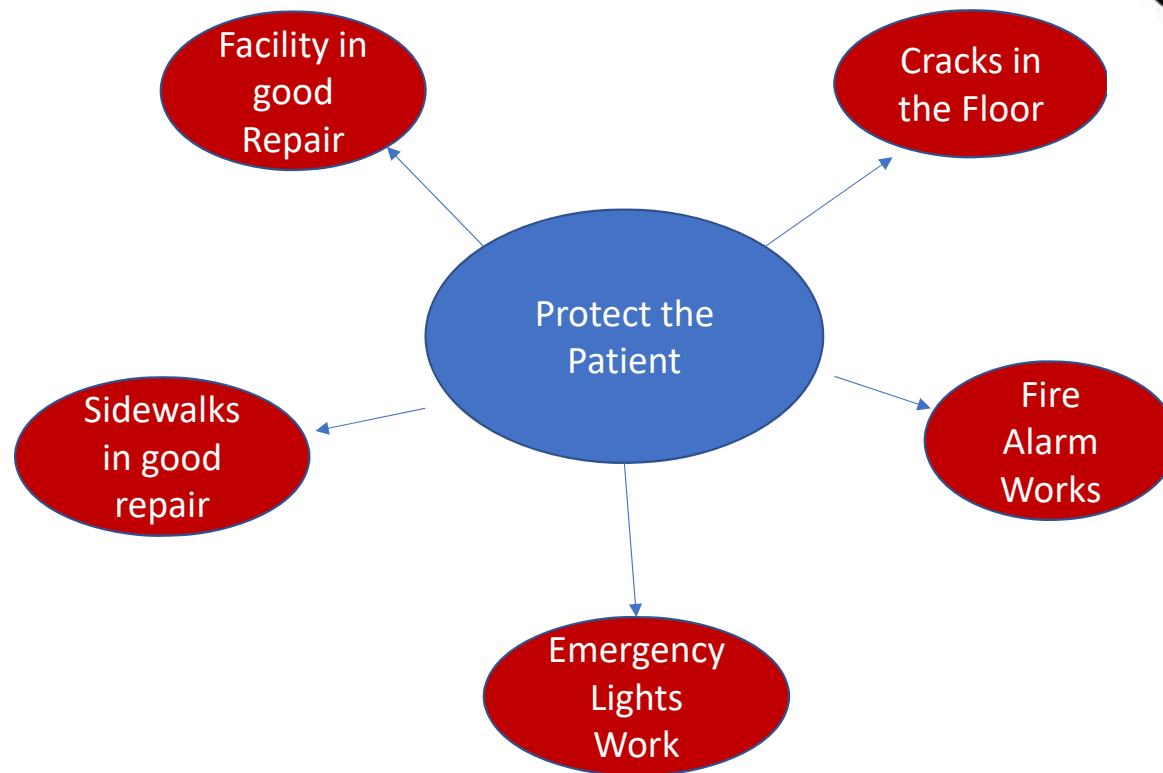 Facility in
good
Repair
Cracks in
the Floor
Protect the
Patient
Sidewalks
in good
repair
Fire
Alarm
Works
Emergency
Lights
Work